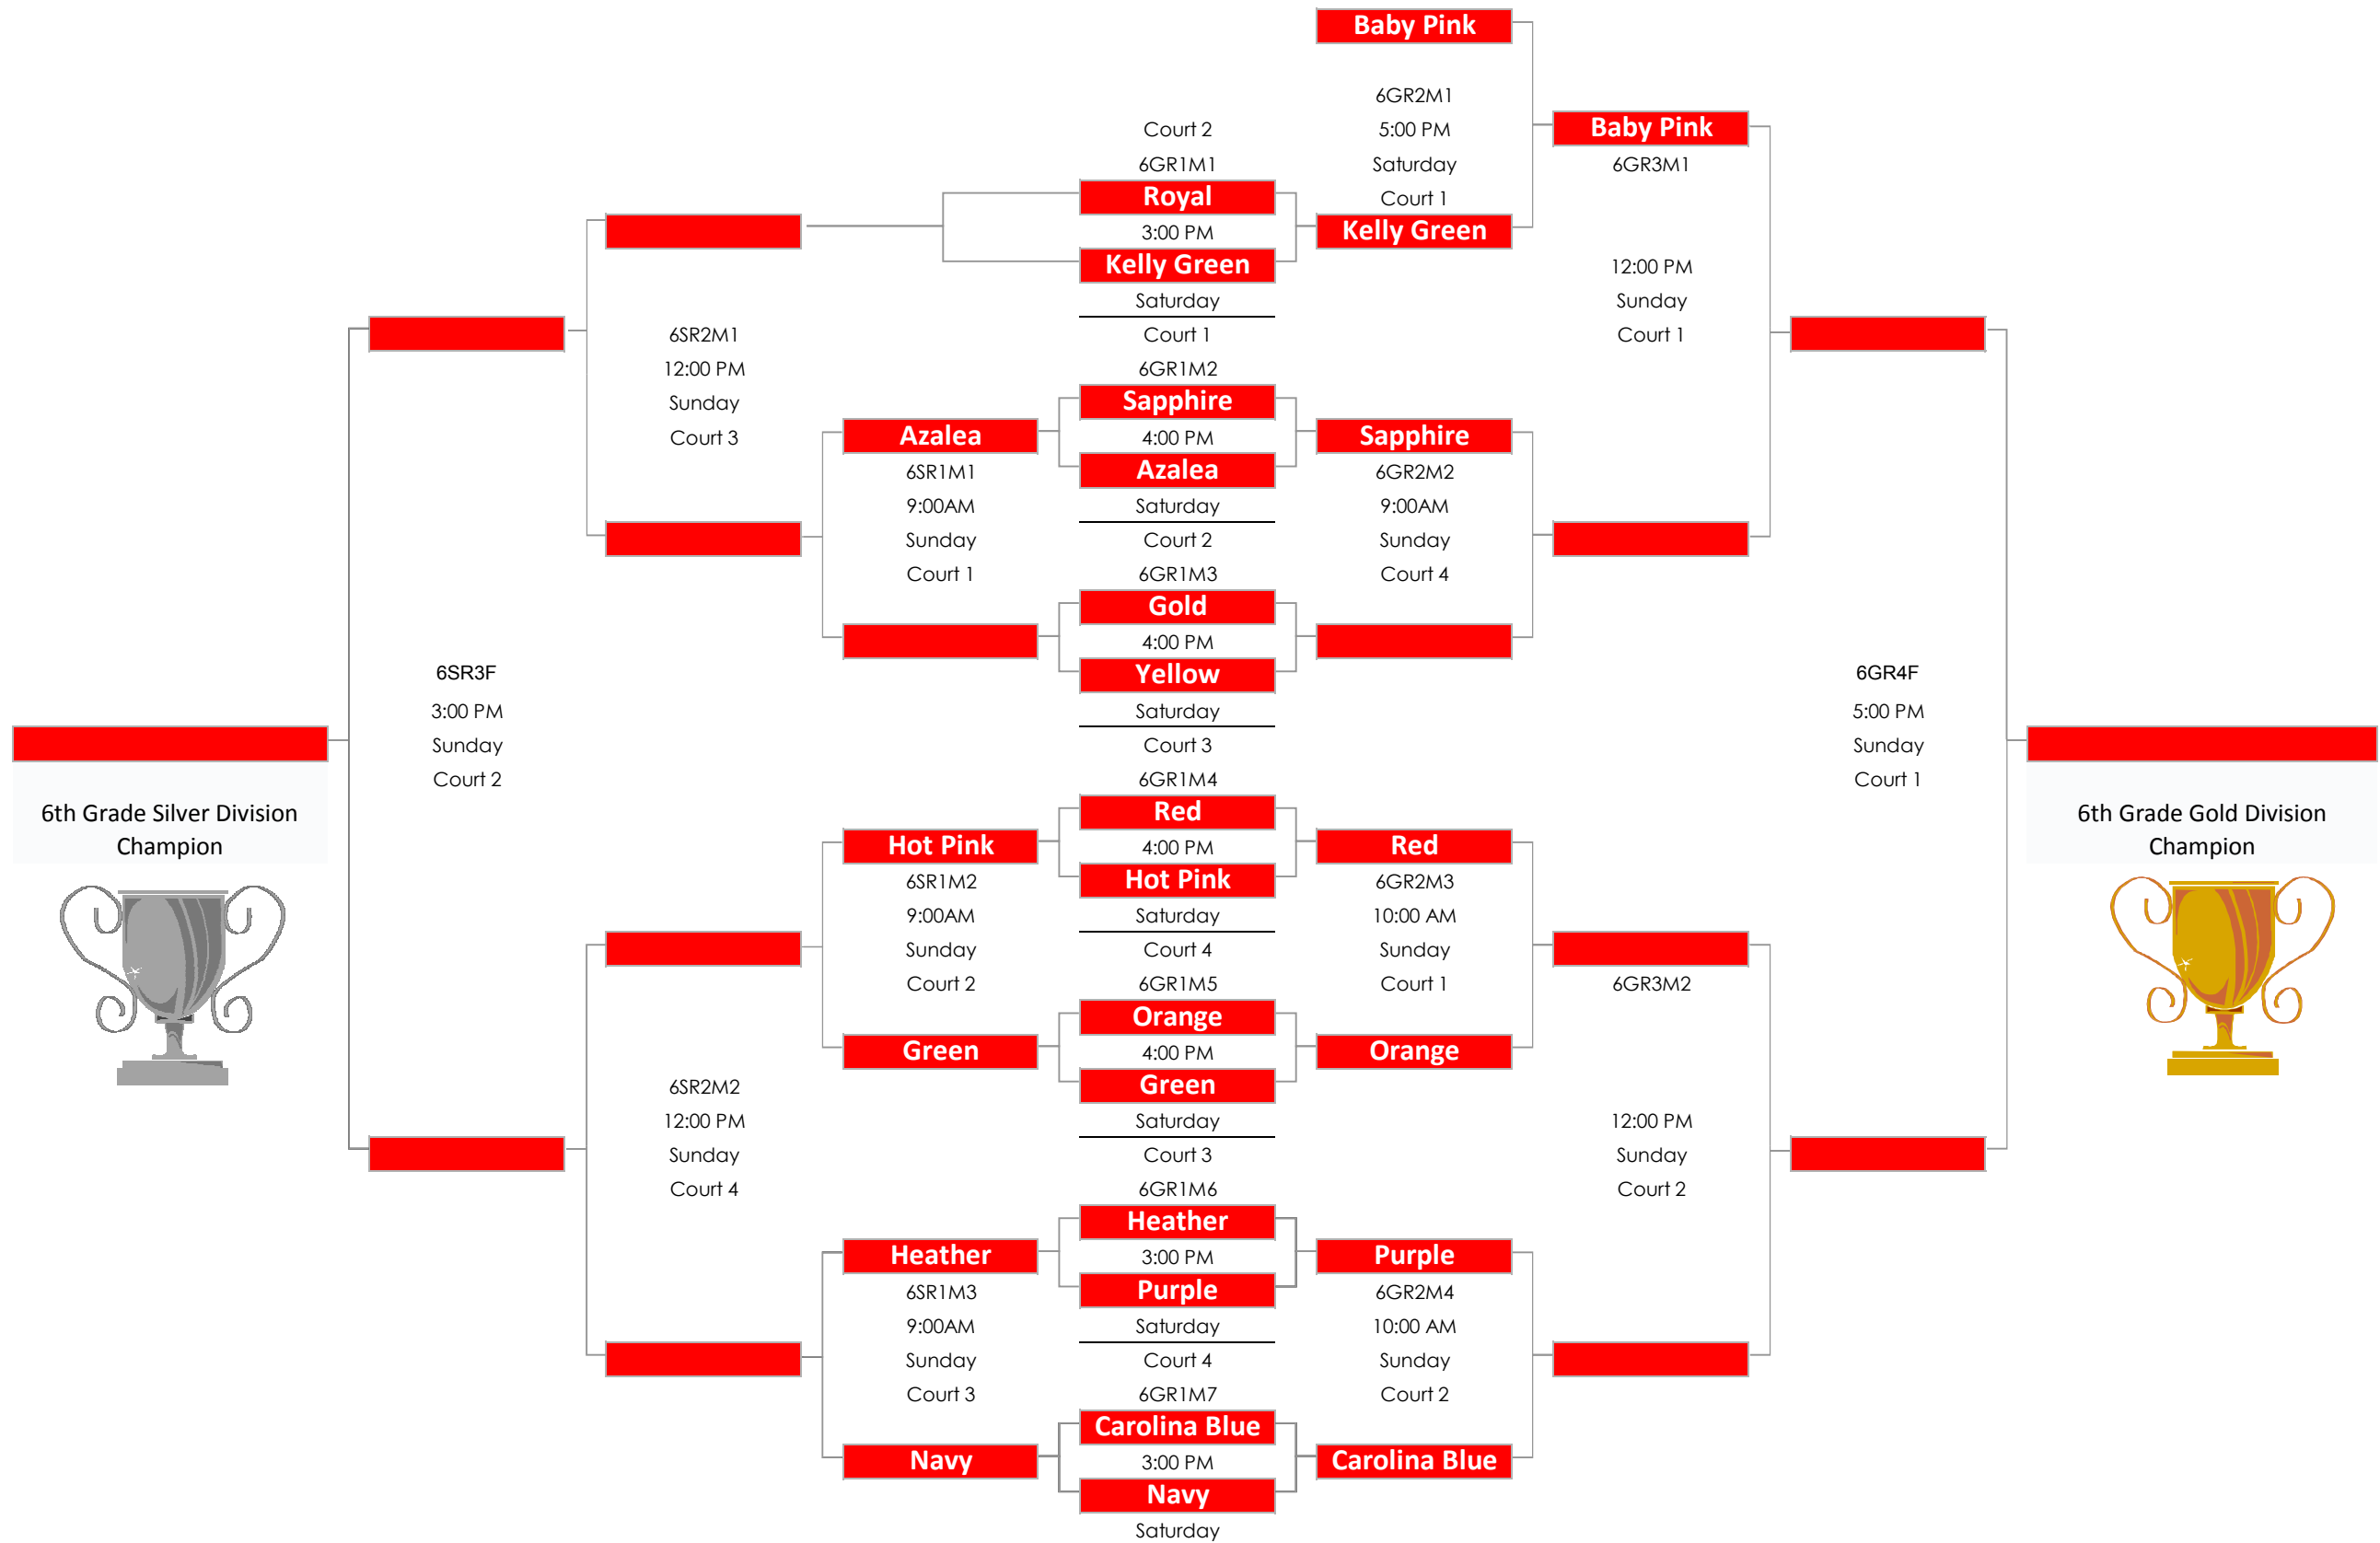 Baby Pink
6GR2M1
Court 2
5:00 PM
Baby Pink
6GR1M1
Saturday
6GR3M1
Royal
Court 1
3:00 PM
Kelly Green
Kelly Green
12:00 PM
Saturday
Sunday
6SR2M1
Court 1
Court 1
12:00 PM
6GR1M2
Sunday
Sapphire
Court 3
Azalea
4:00 PM
Sapphire
6SR1M1
Azalea
6GR2M2
9:00AM
Saturday
9:00AM
Sunday
Court 2
Sunday
Court 1
6GR1M3
Court 4
Gold
4:00 PM
6SR3F
Yellow
6GR4F
3:00 PM
Saturday
5:00 PM
Sunday
Court 3
Sunday
Court 2
6GR1M4
Court 1
6th Grade Silver Division
Champion
Red
6th Grade Gold Division
Champion
Hot Pink
4:00 PM
Red
6SR1M2
Hot Pink
6GR2M3
9:00AM
Saturday
10:00 AM
Sunday
Court 4
Sunday
Court 2
6GR1M5
Court 1
6GR3M2
Orange
Green
4:00 PM
Orange
6SR2M2
Green
12:00 PM
Saturday
12:00 PM
Sunday
Court 3
Sunday
Court 4
6GR1M6
Court 2
Heather
Heather
3:00 PM
Purple
6SR1M3
Purple
6GR2M4
9:00AM
Saturday
10:00 AM
Sunday
Court 4
Sunday
Court 3
6GR1M7
Court 2
Carolina Blue
Navy
3:00 PM
Carolina Blue
Navy
Saturday